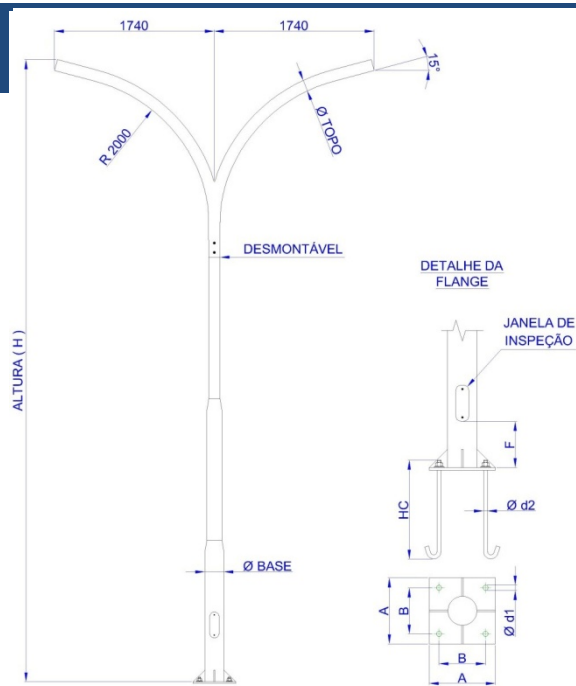 1740
1740
15°
R 2000
Ø TOPO
DESMONTÁVEL
ALTURA ( H )
Ø BASE
DETALHE DA
FLANGE
JANELA DE
INSPEÇÃO
F
HC
Ø d2
A
B
Ø d1
B
A